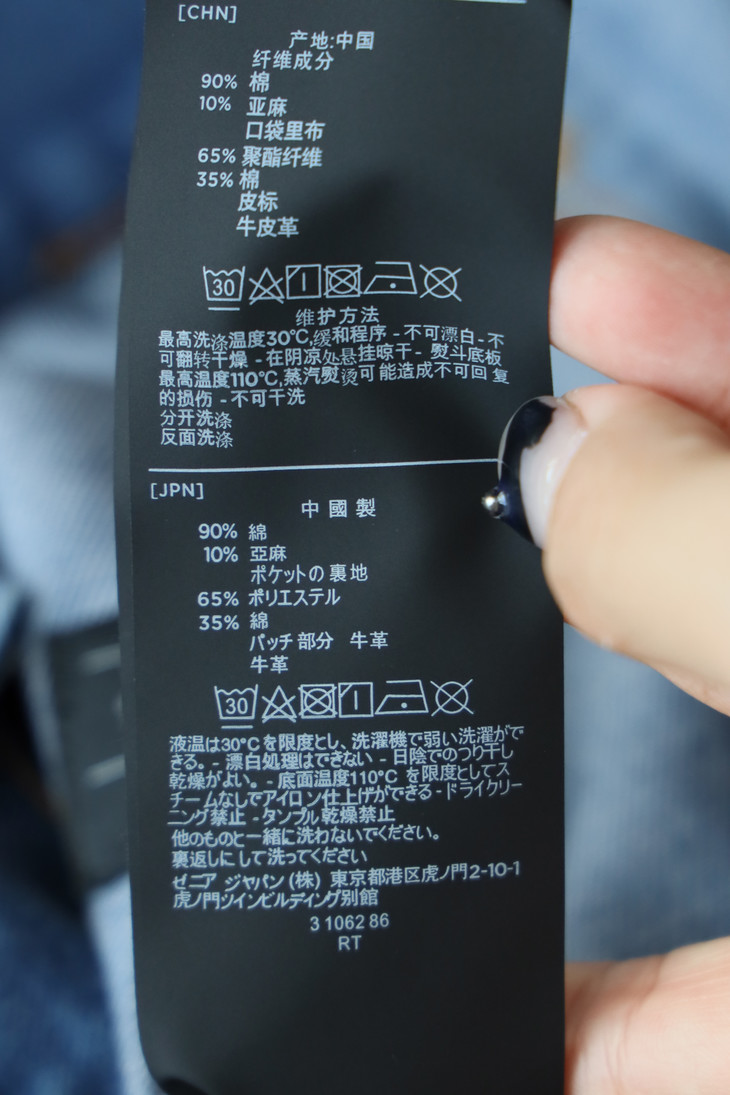 [CHN]
产地:中国
纤维成分
90% 棉
10% 亚麻
口袋里布
65% 聚酯纤维
35% 棉
皮标
牛皮革
30
维护方法
最高洗涤温度30°C,缓和程序 - 不可漂白 - 不
可翻转干燥 - 在阴凉处悬挂晾干 - 熨斗底板
最高温度110°C,蒸汽熨烫可能造成不可回复
的损伤 - 不可干洗
分开洗涤
反面洗涤
[JPN]
中國製
90% 綿
10% 亞麻
ポケットの裏地
65% ポリエステル
35% 綿
パッチ部分 牛革
牛革
30
液温は30°Cを限度とし、洗濯機で弱い洗濯がで
きる。 - 漂白処理はできない - 日陰でのつり干し
乾燥がよい。 - 底面温度110°C を限度としてス
チームなしでアイロン仕上げができる - ドライクリー
ニング禁止 - タンブル乾燥禁止
他のものと一緒に洗わないでください。
裏返しにして洗ってください
ゼニア ジャパン (株) 東京都港区虎ノ門2-10-1
虎ノ門ツインビルディング别館
3 1062 86
RT